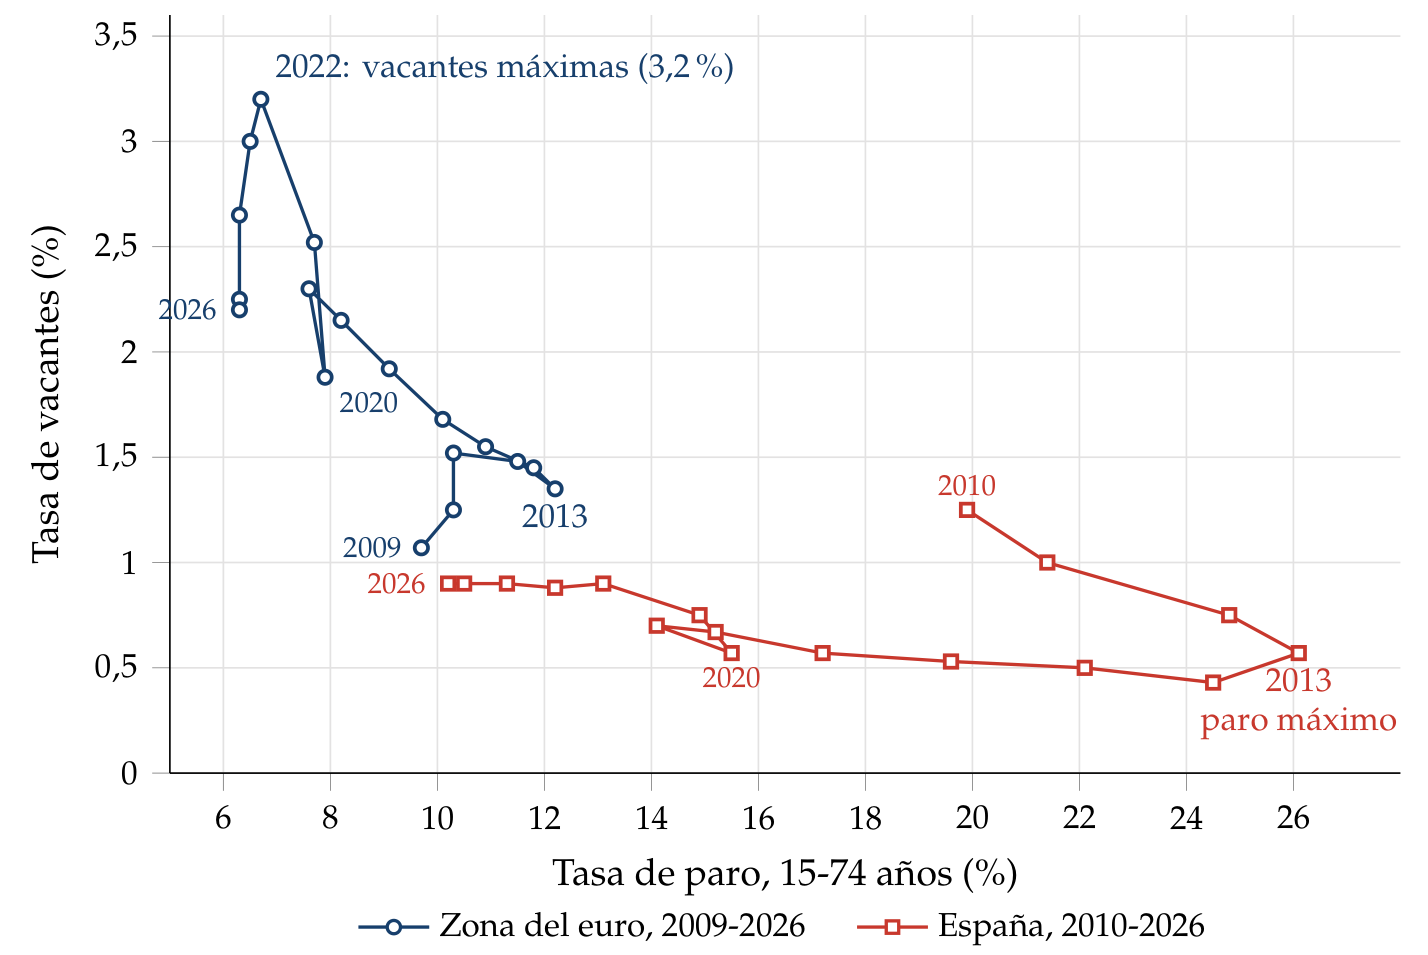 3,5
3
2,5
2
1,5
1
0,5
0
Tasa de vacantes (%)
2022: vacantes máximas (3,2 %)
2026
2020
2013
2009
2026
2010
2020
2013
paro máximo
6 8 10 12 14 16 18 20 22 24 26
Tasa de paro, 15-74 años (%)
Zona del euro, 2009-2026 España, 2010-2026